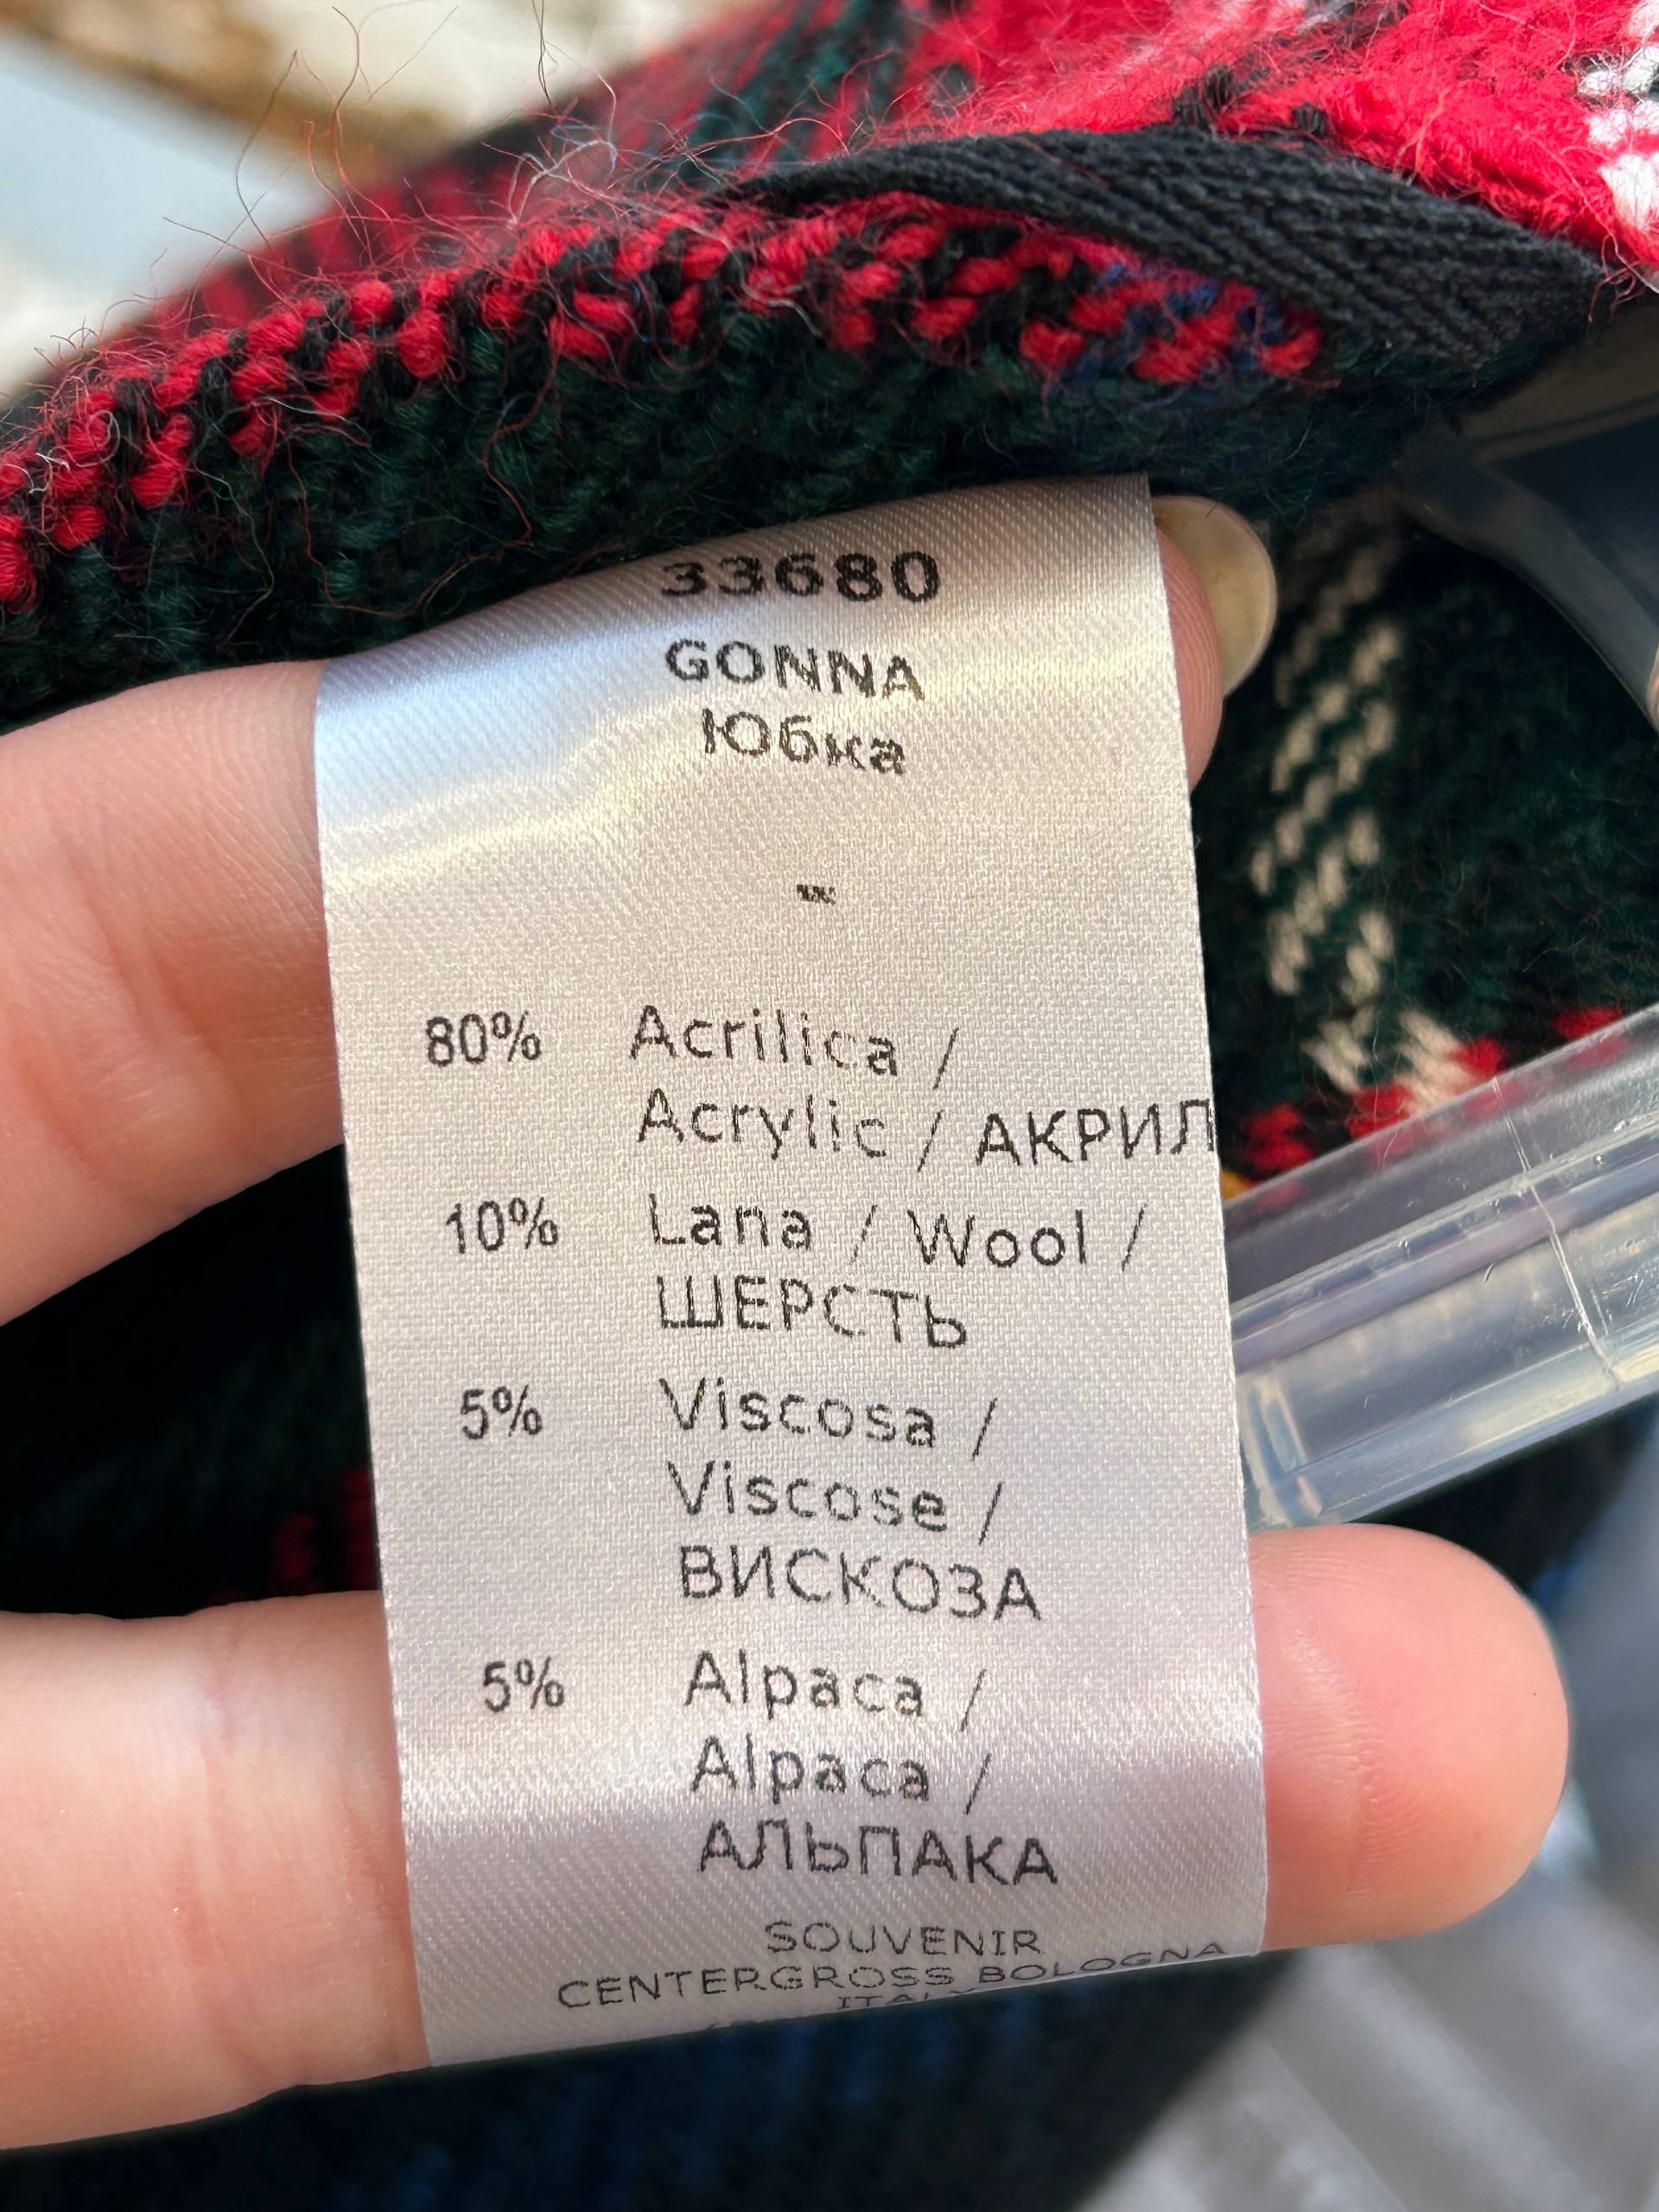 33680
GONNA
Юбка
-
80% Acrilica /
Acrylic / АКРИЛ
10% Lana / Wool /
ШЕРСТЬ
5% Viscosa /
Viscose /
ВИСКОЗА
5% Alpaca /
Alpaca /
АЛЬПАКА
SOUVENIR
CENTERGROSS BOLOGNA
ITALY